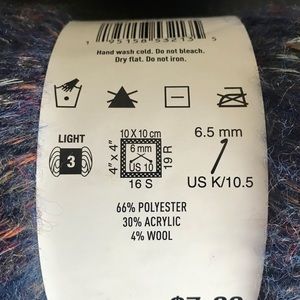 Hand wash cold. Do not bleach.
Dry flat. Do not iron.
LIGHT
3
10 X 10 cm
4" x 4"
6 mm
US 10
19 R
16 S
6.5 mm
US K/10.5
66% POLYESTER
30% ACRYLIC
4% WOOL